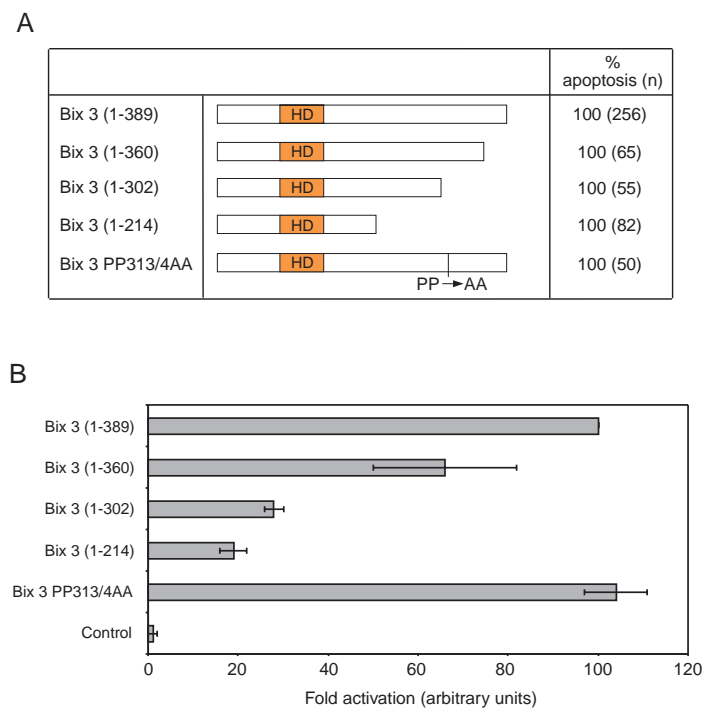 A
%
apoptosis (n)
Bix 3 (1-389) HD 100 (256)
Bix 3 (1-360) HD 100 (65)
Bix 3 (1-302) HD 100 (55)
Bix 3 (1-214) HD 100 (82)
Bix 3 PP313/4AA HD 100 (50)
PP AA
B
Bix 3 (1-389)
Bix 3 (1-360)
Bix 3 (1-302)
Bix 3 (1-214)
Bix 3 PP313/4AA
Control
0 20 40 60 80 100 120
Fold activation (arbitrary units)